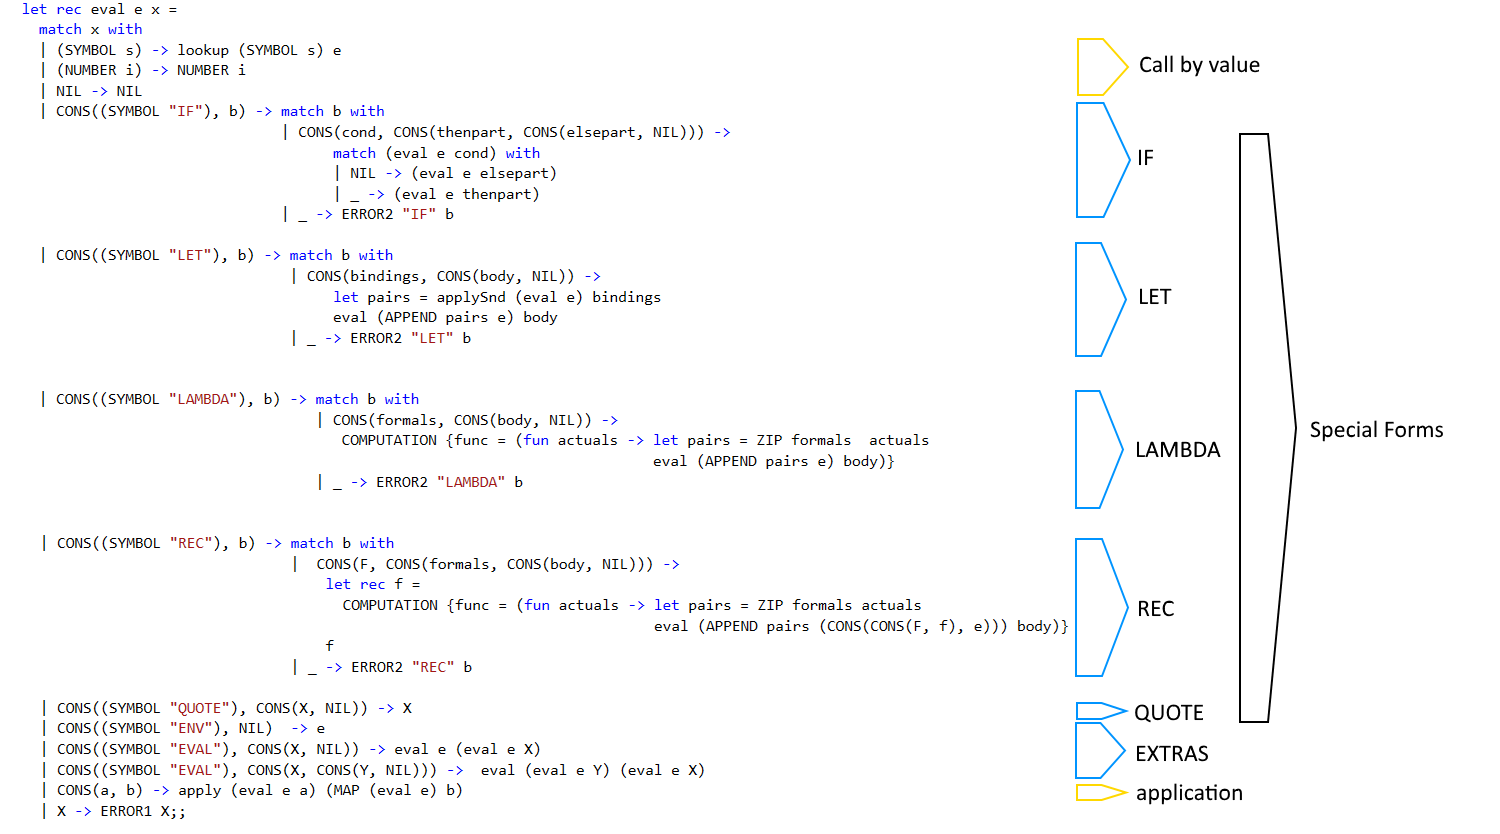 let rec eval e x =
match x with
| (SYMBOL s) -> lookup (SYMBOL s) e
| (NUMBER i) -> NUMBER i
| NIL -> NIL
| CONS((SYMBOL "IF"), b) -> match b with
| CONS(cond, CONS(thenpart, CONS(elsepart, NIL))) ->
match (eval e cond) with
| NIL -> (eval e elsepart)
| _ -> (eval e thenpart)
| _ -> ERROR2 "IF" b
| CONS((SYMBOL "LET"), b) -> match b with
| CONS(bindings, CONS(body, NIL)) ->
let pairs = applySnd (eval e) bindings
eval (APPEND pairs e) body
| _ -> ERROR2 "LET" b
| CONS((SYMBOL "LAMBDA"), b) -> match b with
| CONS(formals, CONS(body, NIL)) ->
COMPUTATION {func = (fun actuals -> let pairs = ZIP formals  actuals
eval (APPEND pairs e) body)}
| _ -> ERROR2 "LAMBDA" b
| CONS((SYMBOL "REC"), b) -> match b with
|  CONS(F, CONS(formals, CONS(body, NIL))) ->
let rec f =
COMPUTATION {func = (fun actuals -> let pairs = ZIP formals actuals
eval (APPEND pairs (CONS(CONS(F, f), e))) body)}
f
| _ -> ERROR2 "REC" b
| CONS((SYMBOL "QUOTE"), CONS(X, NIL)) -> X
| CONS((SYMBOL "ENV"), NIL)  -> e
| CONS((SYMBOL "EVAL"), CONS(X, NIL)) -> eval e (eval e X)
| CONS((SYMBOL "EVAL"), CONS(X, CONS(Y, NIL))) ->  eval (eval e Y) (eval e X)
| CONS(a, b) -> apply (eval e a) (MAP (eval e) b)
| X -> ERROR1 X;;
Call by value
IF
LET
LAMBDA
REC
QUOTE
EXTRAS
application
Special Forms